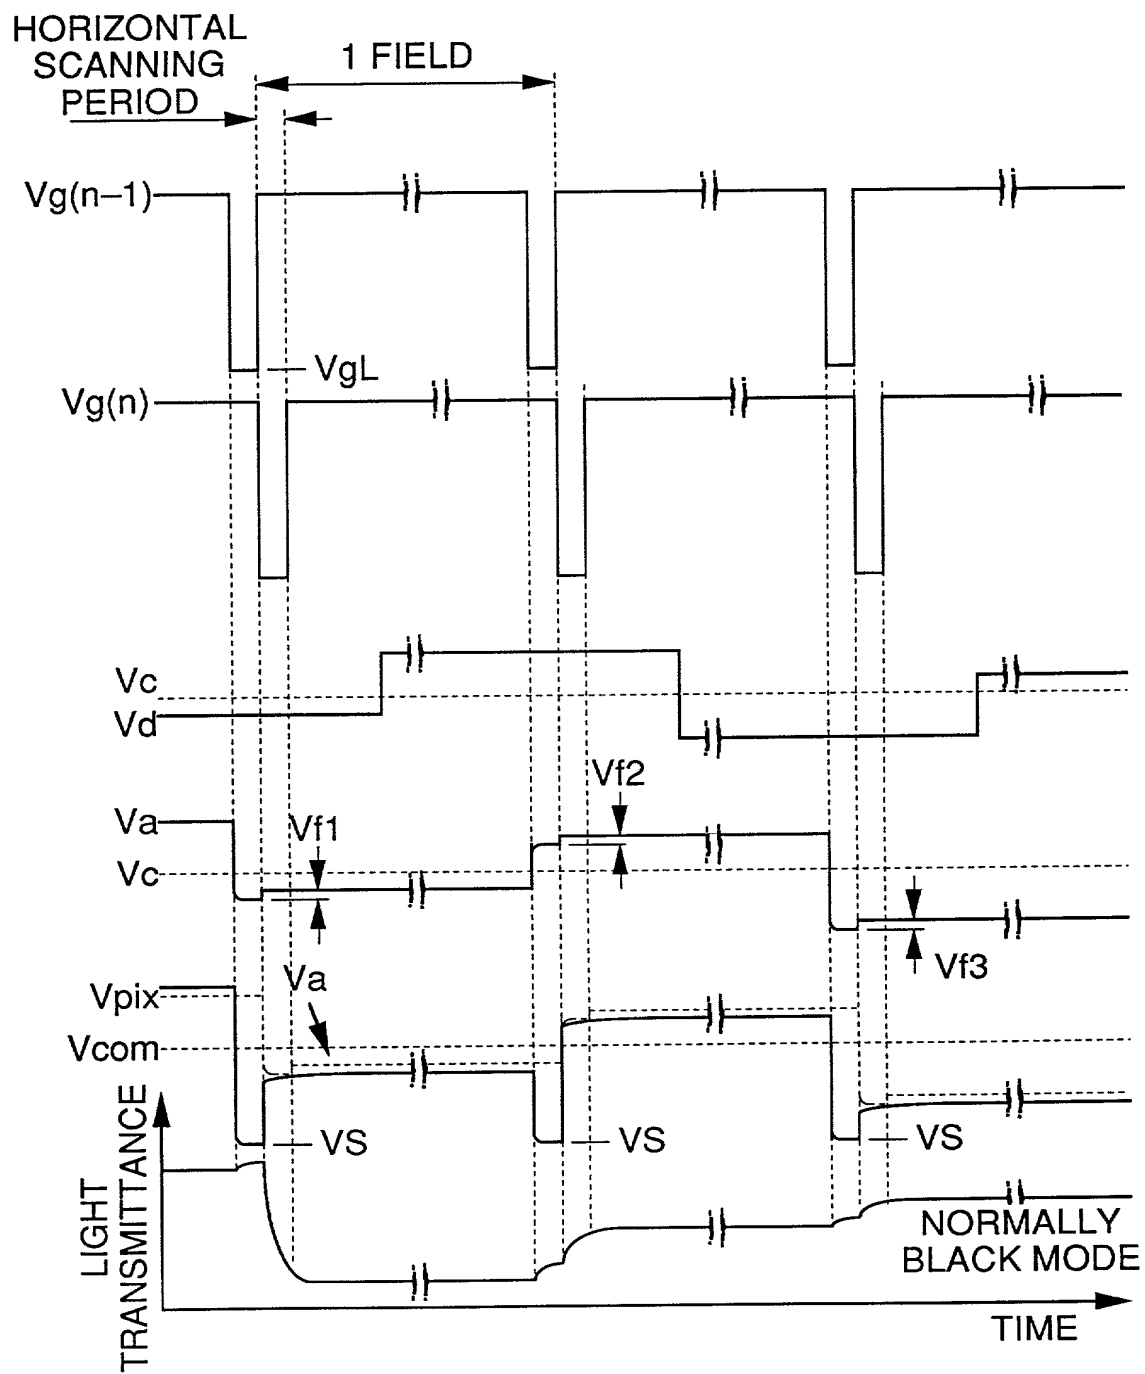 HORIZONTAL
SCANNING
PERIOD
1 FIELD
Vg(n–1)
VgL
Vg(n)
Vc
Vd
Vf2
Va
Vf1
Vc
Vf3
Va
Vpix
Vcom
VS
VS
VS
LIGHT
TRANSMITTANCE
NORMALLY
BLACK MODE
TIME